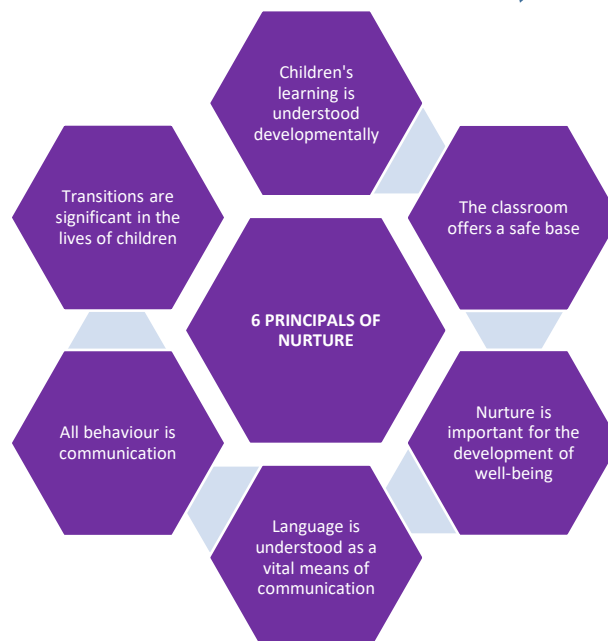 Children's
learning is
understood
developmentally
The classroom
offers a safe base
Nurture is
important for the
development of
well-being
Language is
understood as a
vital means of
communication
All behaviour is
communication
Transitions are
significant in the
lives of children
6 PRINCIPALS OF
NURTURE